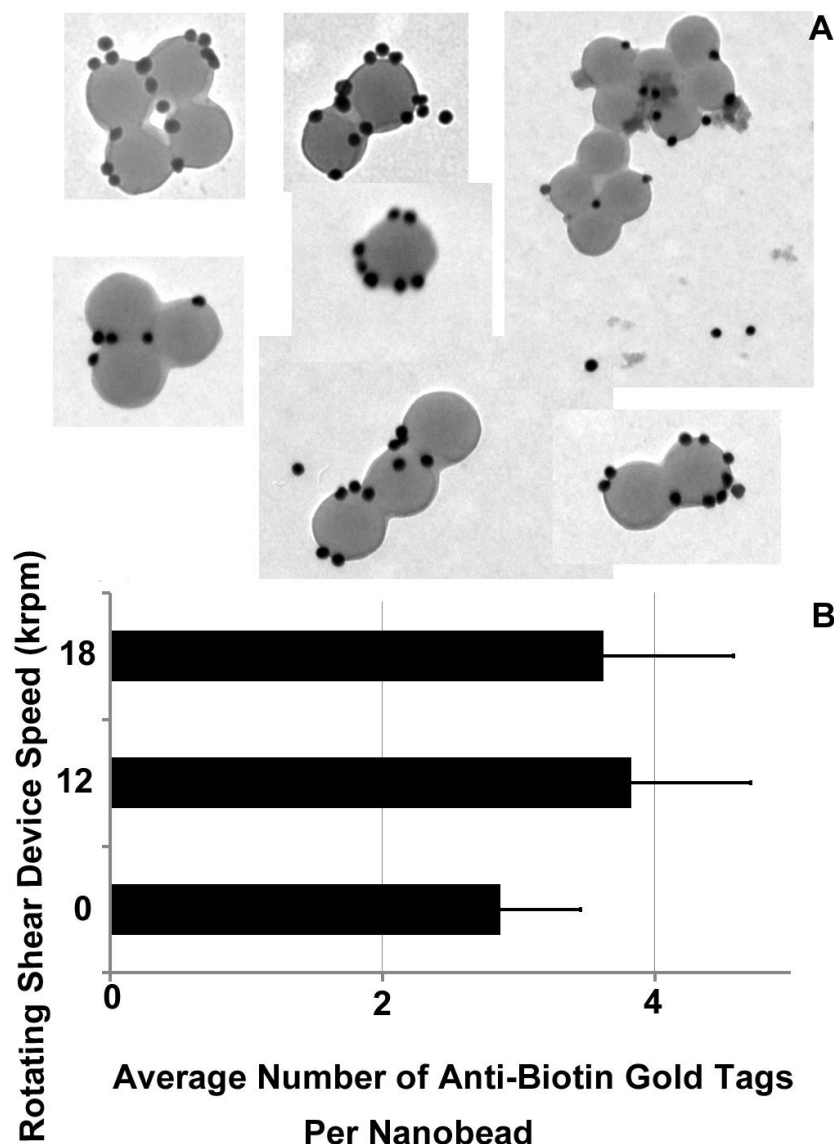 A
B
Rotating Shear Device Speed (krpm)
18
12
0
0
2
4
Average Number of Anti-Biotin Gold Tags
Per Nanobead